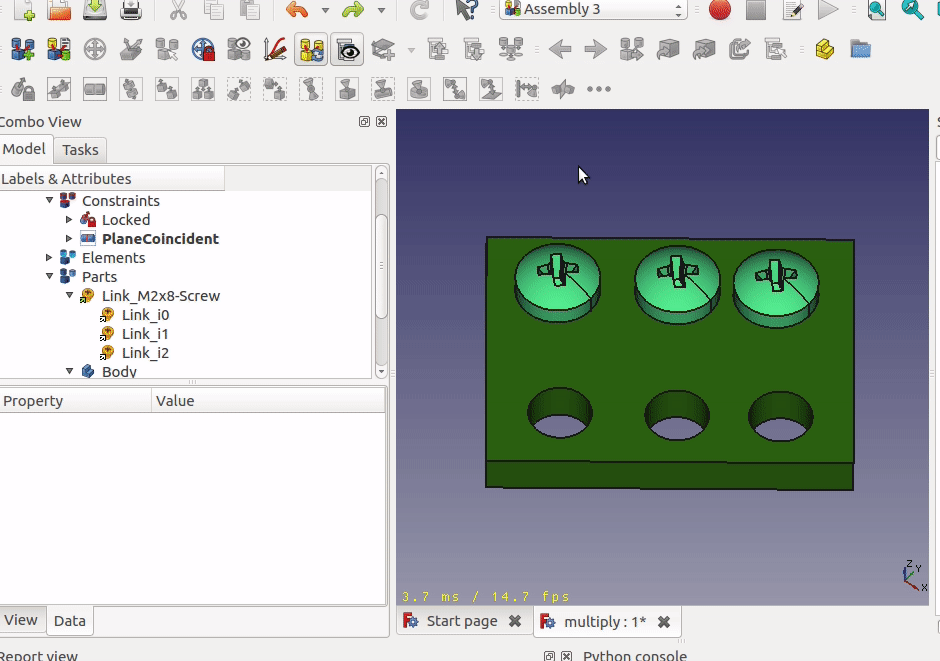 Assembly 3
Combo View
Model Tasks
Labels & Attributes
Constraints
Locked
PlaneCoincident
Elements
Parts
Link_M2x8-Screw
Link_i0
Link_i1
Link_i2
Body
Property Value
3.7 ms / 14.7 fps
Z
Y
X
View Data
Start page multiply : 1*
Report view Python console